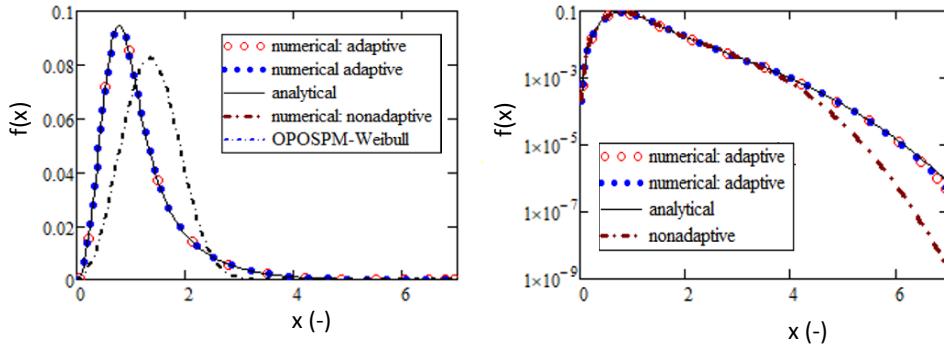 0.1
0.08
0.06
0.04
0.02
0
f(x)
0
2
4
6
x (-)
numerical: adaptive
numerical adaptive
analytical
numerical: nonadaptive
OPOSPM-Weibull
0.1
1×10⁻³
1×10⁻⁵
1×10⁻⁷
1×10⁻⁹
f(x)
0
2
4
6
x (-)
numerical: adaptive
numerical: adaptive
analytical
nonadaptive